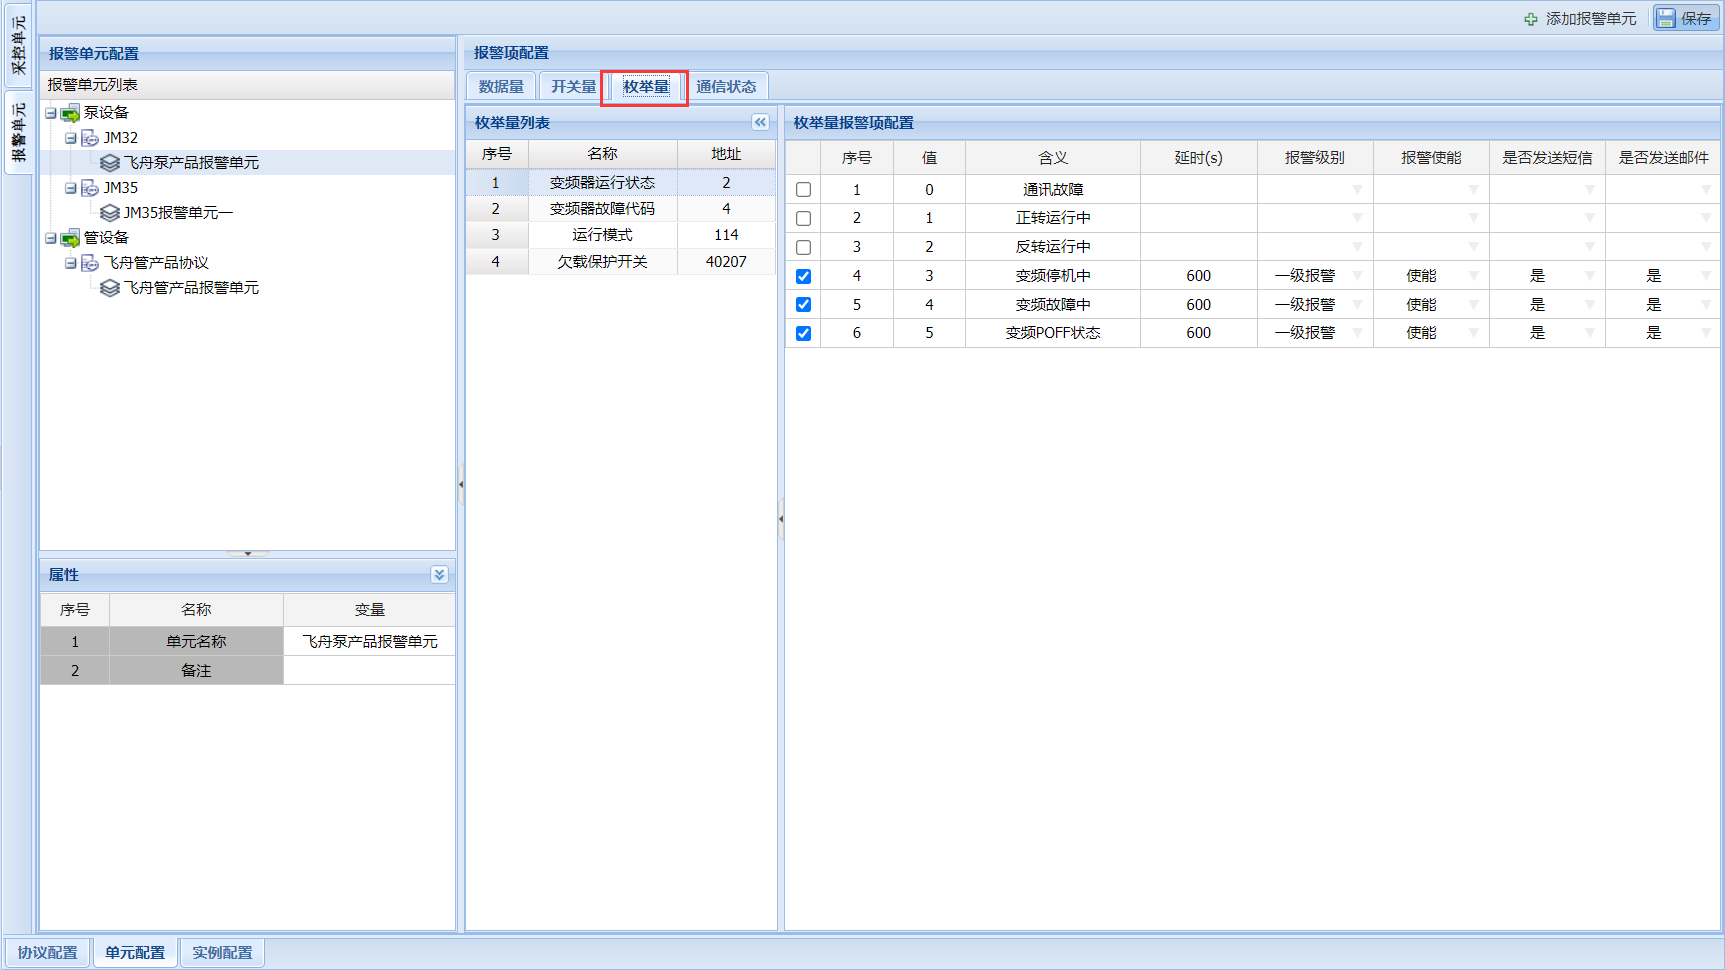 添加报警单元 保存
采控单元
报警单元
报警单元配置
报警单元列表
泵设备
JM32
飞舟泵产品报警单元
JM35
JM35报警单元一
管设备
飞舟管产品协议
飞舟管产品报警单元
属性
序号 名称 变量
1 单元名称 飞舟泵产品报警单元
2 备注
报警项配置
数据量 开关量 枚举量 通信状态
枚举量列表
序号 名称 地址
1 变频器运行状态 2
2 变频器故障代码 4
3 运行模式 114
4 欠载保护开关 40207
枚举量报警项配置
序号 值 含义 延时(s) 报警级别 报警使能 是否发送短信 是否发送邮件
1 0 通讯故障
2 1 正转运行中
3 2 反转运行中
4 3 变频停机中 600 一级报警 使能 是 是
5 4 变频故障中 600 一级报警 使能 是 是
6 5 变频POFF状态 600 一级报警 使能 是 是
协议配置 单元配置 实例配置